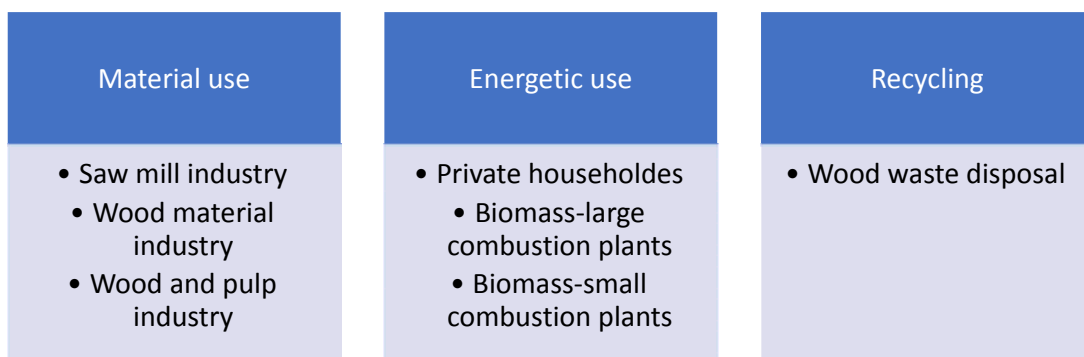 Material use
• Saw mill industry
• Wood material
industry
• Wood and pulp
industry
Energetic use
• Private householdes
• Biomass-large
combustion plants
• Biomass-small
combustion plants
Recycling
• Wood waste disposal